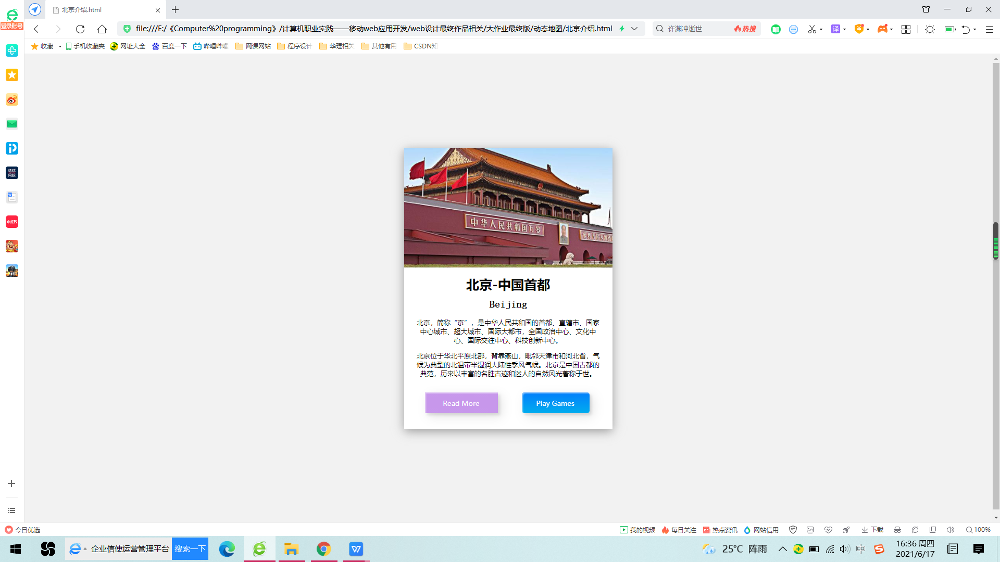 北京介绍.html
登录账号
file:///E:/《Computer%20programming》/计算机职业实践——移动web应用开发/web设计最终作品相关/大作业最终版/动态地图/北京介绍.html
许渊冲逝世
热搜
译
收藏
手机收藏夹
网址大全
百度一下
哔哩哔哩
网课网站
程序设计
华理相关
其他有用
CSDN知
环球网校
小红书
中华人民共和国万岁
北京-中国首都
Beijing
北京，简称“京”，是中华人民共和国的首都、直辖市、国家
中心城市、超大城市、国际大都市，全国政治中心、文化中
心、国际交往中心、科技创新中心。
北京位于华北平原北部，背靠燕山，毗邻天津市和河北省，气
候为典型的北温带半湿润大陆性季风气候。北京是中国古都的
典范，历来以丰富的名胜古迹和迷人的自然风光著称于世。
Read More
Play Games
今日优选
我的视频
每日关注
热点资讯
网站信用
下载
100%
企业信使运营管理平台
搜索一下
25°C 阵雨
中
16:36 周四
2021/6/17